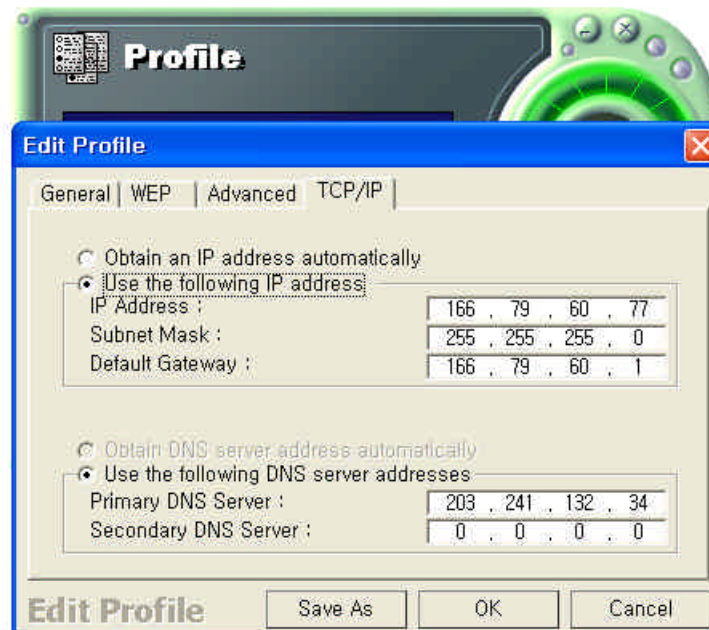 Profile
Edit Profile
General WEP Advanced TCP/IP
Obtain an IP address automatically
Use the following IP address
IP Address : 166 . 79 . 60 . 77
Subnet Mask : 255 . 255 . 255 . 0
Default Gateway : 166 . 79 . 60 . 1
Obtain DNS server address automatically
Use the following DNS server addresses
Primary DNS Server : 203 . 241 . 132 . 34
Secondary DNS Server : 0 . 0 . 0 . 0
Edit Profile Save As OK Cancel